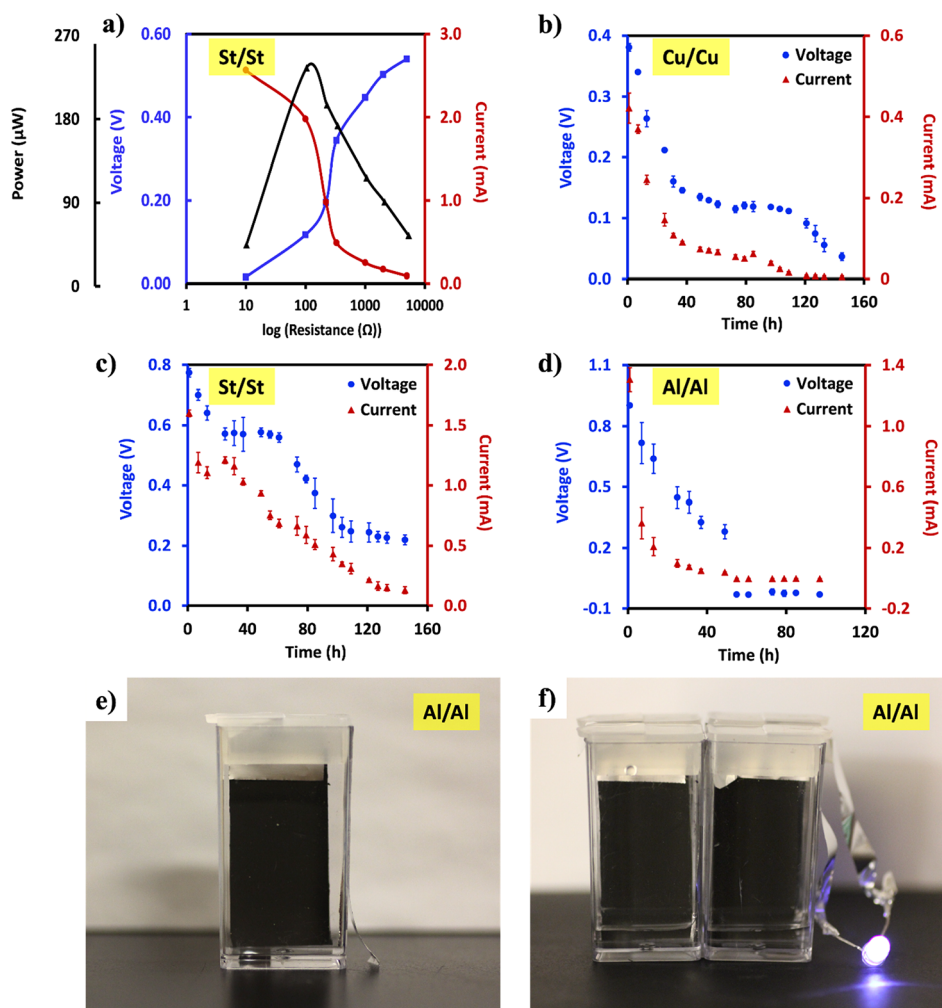 a)
St/St
270
180
90
0
Power (µW)
0.60
0.40
0.20
0.00
Voltage (V)
3.0
2.0
1.0
0.0
Current (mA)
1 10 100 1000 10000
log (Resistance (Ω))
b)
Cu/Cu
Voltage
Current
0.4
0.3
0.2
0.1
0.0
Voltage (V)
0.6
0.4
0.2
0
Current (mA)
0 40 80 120 160
Time (h)
c)
St/St
Voltage
Current
0.8
0.6
0.4
0.2
0.0
Voltage (V)
2.0
1.5
1.0
0.5
0.0
Current (mA)
0 40 80 120 160
Time (h)
d)
Al/Al
Voltage
Current
1.1
0.8
0.5
0.2
-0.1
Voltage (V)
1.4
1.0
0.6
0.2
-0.2
Current (mA)
0 40 80 120
Time (h)
e)
Al/Al
f)
Al/Al